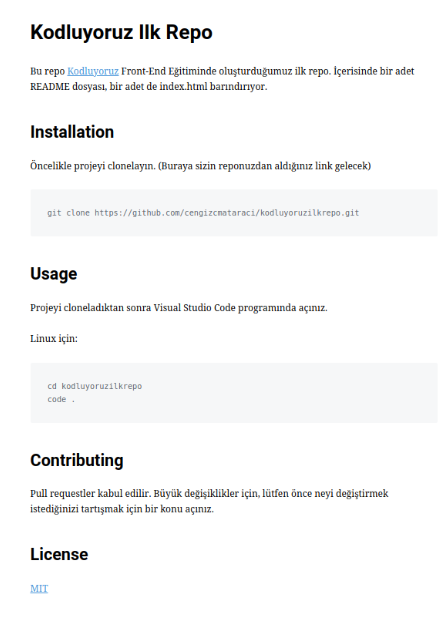 Kodluyoruz Ilk Repo
Bu repo Kodluyoruz Front-End Eğitiminde oluşturduğumuz ilk repo. İçerisinde bir adet
README dosyası, bir adet de index.html barındırıyor.
Installation
Öncelikle projeyi clonelayın. (Buraya sizin reponuzdan aldığınız link gelecek)
git clone https://github.com/cengizcmataraci/kodluyoruzilkrepo.git
Usage
Projeyi cloneladıktan sonra Visual Studio Code programında açınız.
Linux için:
cd kodluyoruzilkrepo
code .
Contributing
Pull requestler kabul edilir. Büyük değişiklikler için, lütfen önce neyi değiştirmek
istediğinizi tartışmak için bir konu açınız.
License
MIT